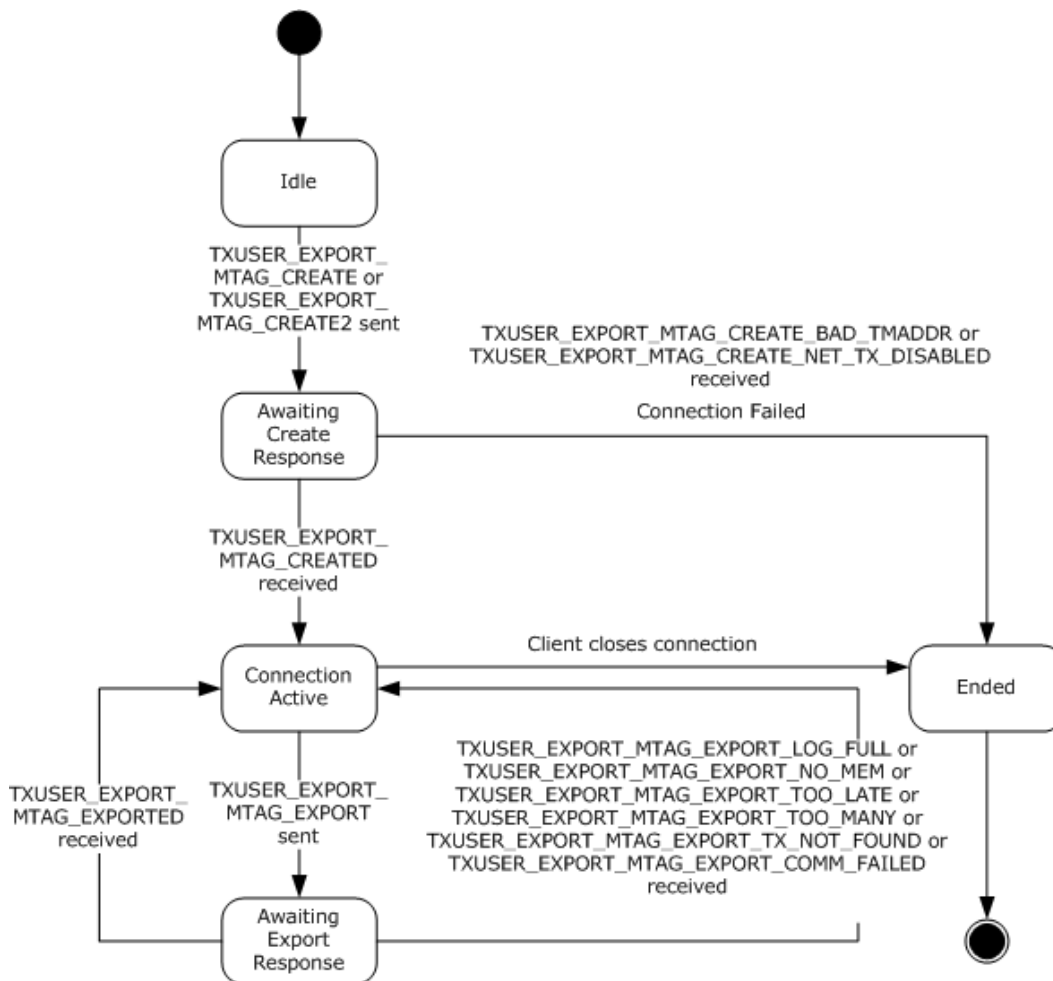 Idle
TXUSER_EXPORT_
MTAG_CREATE or
TXUSER_EXPORT_
MTAG_CREATE2 sent
TXUSER_EXPORT_MTAG_CREATE_BAD_TMADDR or
TXUSER_EXPORT_MTAG_CREATE_NET_TX_DISABLED
received
Connection Failed
Awaiting
Create
Response
TXUSER_EXPORT_
MTAG_CREATED
received
Client closes connection
Connection
Active
Ended
TXUSER_EXPORT_
MTAG_EXPORTED
received
TXUSER_EXPORT_
MTAG_EXPORT
sent
TXUSER_EXPORT_MTAG_EXPORT_LOG_FULL or
TXUSER_EXPORT_MTAG_EXPORT_NO_MEM or
TXUSER_EXPORT_MTAG_EXPORT_TOO_LATE or
TXUSER_EXPORT_MTAG_EXPORT_TOO_MANY or
TXUSER_EXPORT_MTAG_EXPORT_TX_NOT_FOUND or
TXUSER_EXPORT_MTAG_EXPORT_COMM_FAILED
received
Awaiting
Export
Response